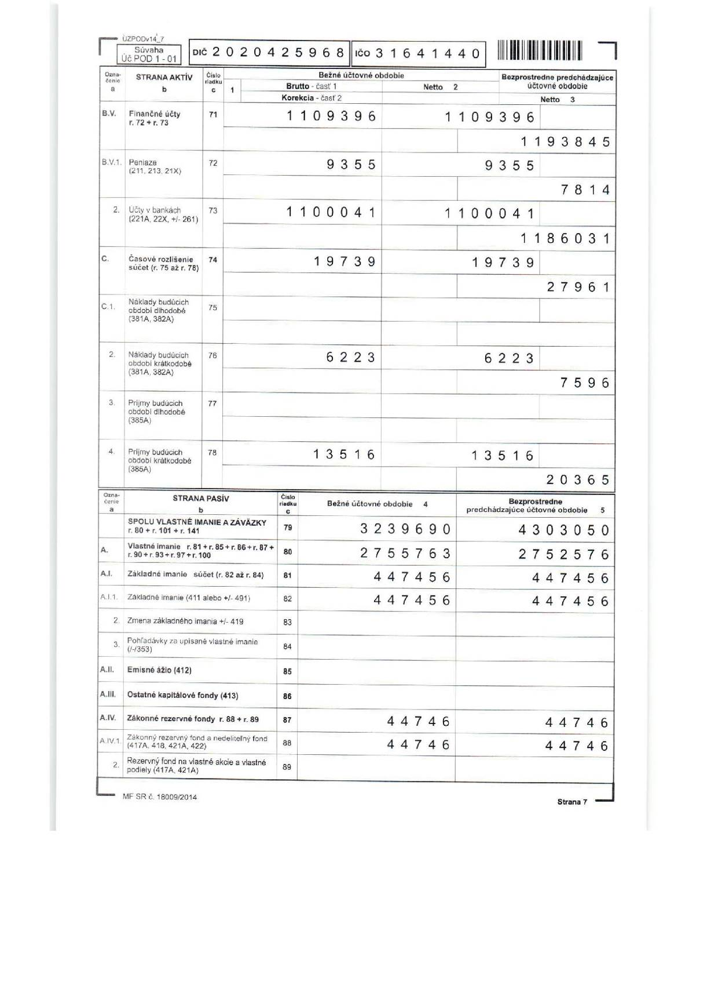 UZPODv14_7
Súvaha
Úč POD 1 - 01
DIČ 2020425968 IČO 31641440
Ozna-
čenie
a
STRANA AKTÍV
b
Číslo
riadku
c
1
Bežné účtovné obdobie
Brutto - časť 1
Korekcia - časť 2
Netto 2
Bezprostredne predchádzajúce
účtovné obdobie
Netto 3
B.V. Finančné účty
r. 72 + r. 73
71 1109396 1109396
1193845
B.V.1. Peniaze
(211, 213, 21X)
72 9355 9355
7814
2. Účty v bankách
(221A, 22X, +/- 261)
73 1100041 1100041
1186031
C. Časové rozlíšenie
súčet (r. 75 až r. 78)
74 19739 19739
27961
C.1. Náklady budúcich
období dlhodobé
(381A, 382A)
75
2. Náklady budúcich
období krátkodobé
(381A, 382A)
76 6223 6223
7596
3. Príjmy budúcich
období dlhodobé
(385A)
77
4. Príjmy budúcich
období krátkodobé
(385A)
78 13516 13516
20365
Ozna-
čenie
a
STRANA PASÍV
b
Číslo
riadku
c
Bežné účtovné obdobie 4
Bezprostredne
predchádzajúce účtovné obdobie 5
SPOLU VLASTNÉ IMANIE A ZÁVÄZKY
r. 80 + r. 101 + r. 141
79 3239690 4303050
A. Vlastné imanie r. 81 + r. 85 + r. 86 + r. 87 +
r. 90 + r. 93 + r. 97 + r. 100
80 2755763 2752576
A.I. Základné imanie súčet (r. 82 až r. 84) 81 447456 447456
A.I.1. Základné imanie (411 alebo +/- 491) 82 447456 447456
2. Zmena základného imania +/- 419 83
3. Pohľadávky za upísané vlastné imanie
(/-/353)
84
A.II. Emisné ážio (412) 85
A.III. Ostatné kapitálové fondy (413) 86
A.IV. Zákonné rezervné fondy r. 88 + r. 89 87 44746 44746
A.IV.1. Zákonný rezervný fond a nedeliteľný fond
(417A, 418, 421A, 422)
88 44746 44746
2. Rezervný fond na vlastné akcie a vlastné
podiely (417A, 421A)
89
MF SR č. 18009/2014
Strana 7